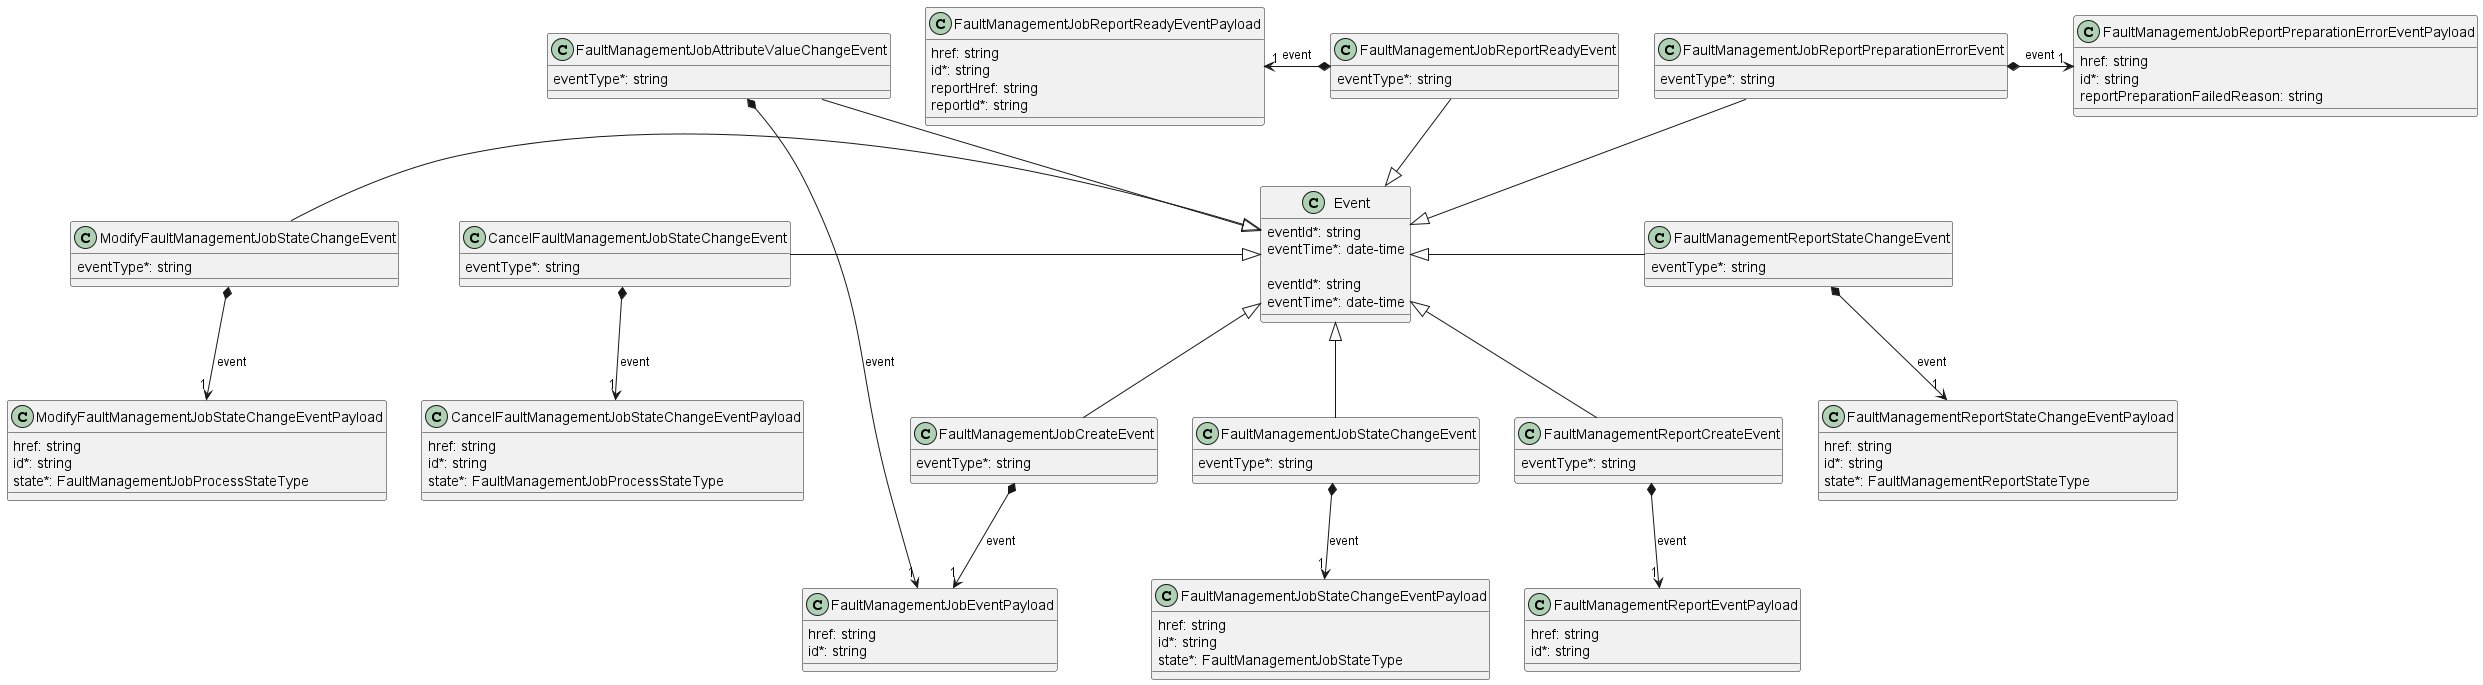 C FaultManagementJobAttributeValueChangeEvent
eventType*: string
C FaultManagementJobReportReadyEventPayload
href: string
id*: string
reportHref: string
reportId*: string
event
1
C FaultManagementJobReportReadyEvent
eventType*: string
C FaultManagementJobReportPreparationErrorEvent
eventType*: string
event
1
C FaultManagementJobReportPreparationErrorEventPayload
href: string
id*: string
reportPreparationFailedReason: string
C ModifyFaultManagementJobStateChangeEvent
eventType*: string
C CancelFaultManagementJobStateChangeEvent
eventType*: string
C Event
eventId*: string
eventTime*: date-time
eventId*: string
eventTime*: date-time
C FaultManagementReportStateChangeEvent
eventType*: string
event
1
event
1
event
1
event
1
C ModifyFaultManagementJobStateChangeEventPayload
href: string
id*: string
state*: FaultManagementJobProcessStateType
C CancelFaultManagementJobStateChangeEventPayload
href: string
id*: string
state*: FaultManagementJobProcessStateType
C FaultManagementJobCreateEvent
eventType*: string
C FaultManagementJobStateChangeEvent
eventType*: string
C FaultManagementReportCreateEvent
eventType*: string
C FaultManagementReportStateChangeEventPayload
href: string
id*: string
state*: FaultManagementReportStateType
event
1
event
1
event
1
C FaultManagementJobEventPayload
href: string
id*: string
C FaultManagementJobStateChangeEventPayload
href: string
id*: string
state*: FaultManagementJobStateType
C FaultManagementReportEventPayload
href: string
id*: string